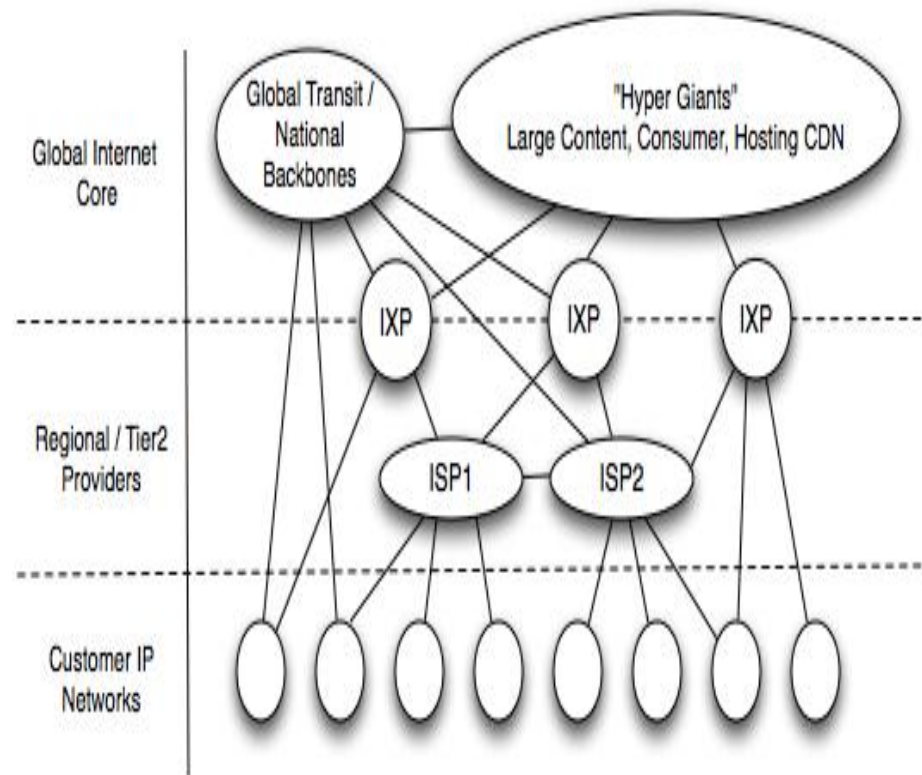 Global Internet
Core
Global Transit /
National
Backbones
"Hyper Giants"
Large Content, Consumer, Hosting CDN
IXP
IXP
IXP
Regional / Tier2
Providers
ISP1
ISP2
Customer IP
Networks